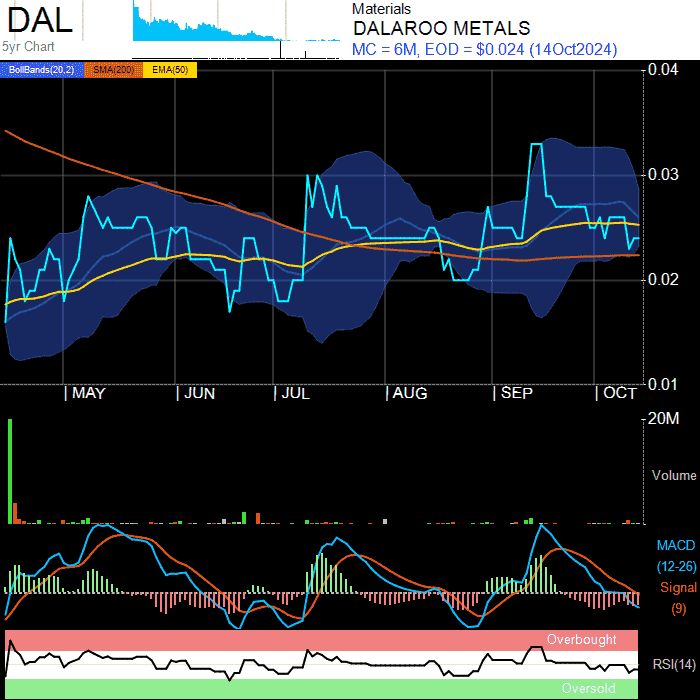 DAL
5yr Chart
Materials
DALAROO METALS
MC = 6M, EOD = $0.024 (14Oct2024)
BollBands(20,2) SMA(200) EMA(50)
0.04
0.03
0.02
0.01
MAY JUN JUL AUG SEP OCT
20M
Volume
MACD
(12-26)
Signal
(9)
Overbought
RSI(14)
Oversold